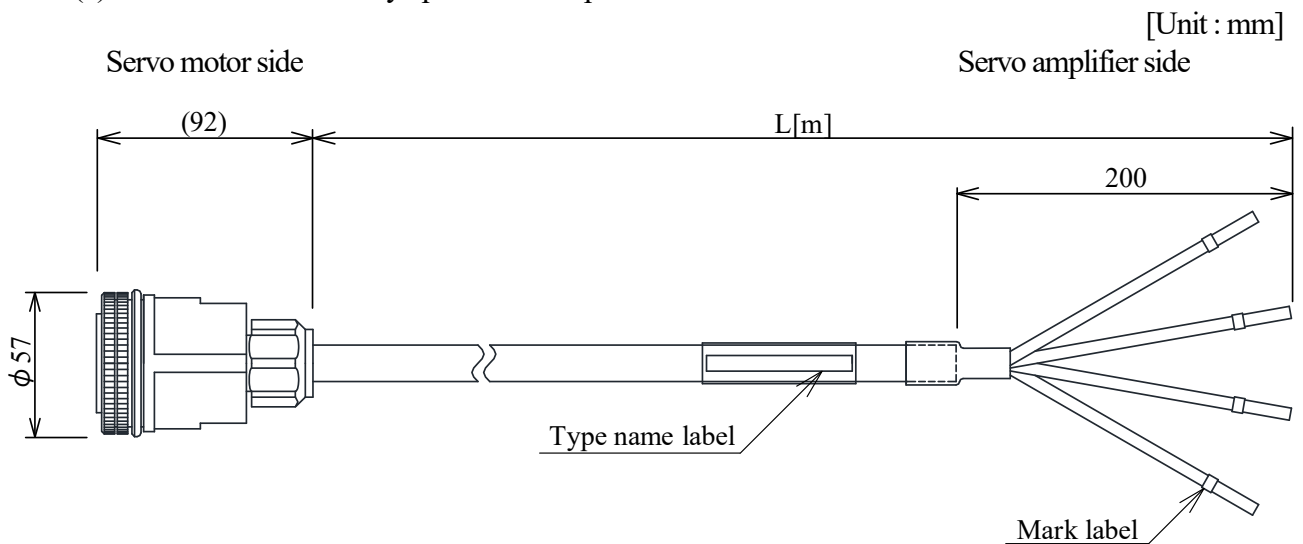 [Unit : mm]
Servo motor side
Servo amplifier side
(92)
L[m]
200
ϕ57
Type name label
Mark label